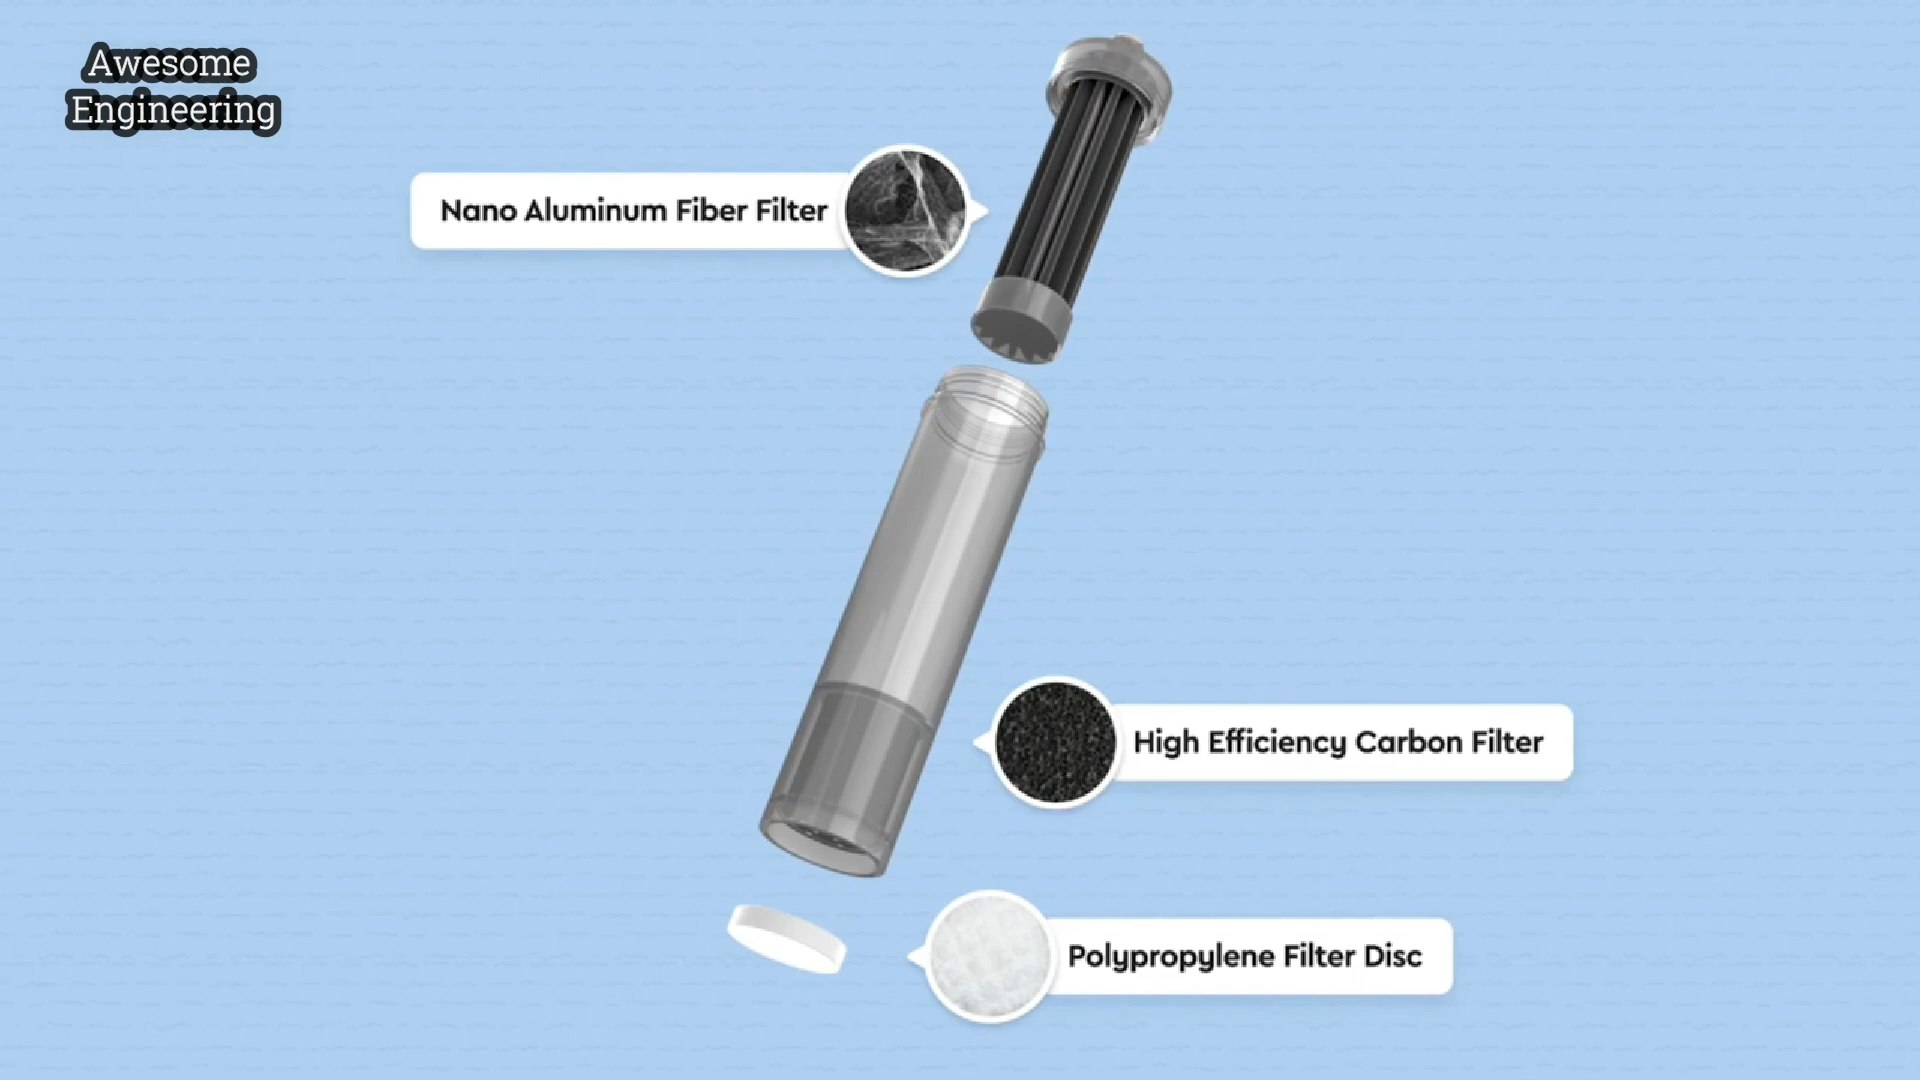 Awesome
Engineering
Nano Aluminum Fiber Filter
High Efficiency Carbon Filter
Polypropylene Filter Disc